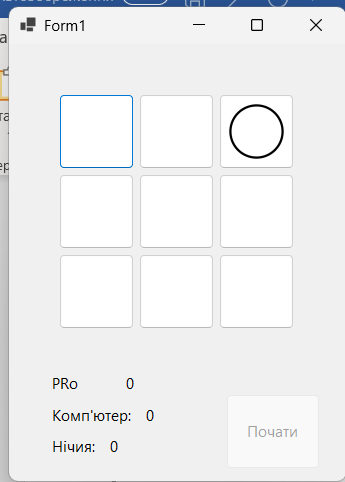 Form1
PRo 0
Комп'ютер: 0
Нічия: 0
Почати